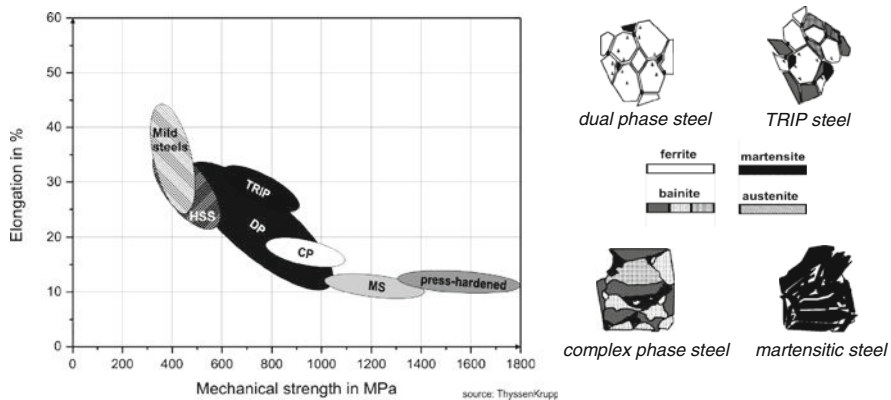 60
50
40
30
20
10
0
Elongation in %
Mild
steels
HSS
TRIP
DP
CP
MS
press-hardened
0 200 400 600 800 1000 1200 1400 1600 1800
Mechanical strength in MPa
source: ThyssenKrupp
dual phase steel
TRIP steel
ferrite
martensite
bainite
austenite
complex phase steel
martensitic steel